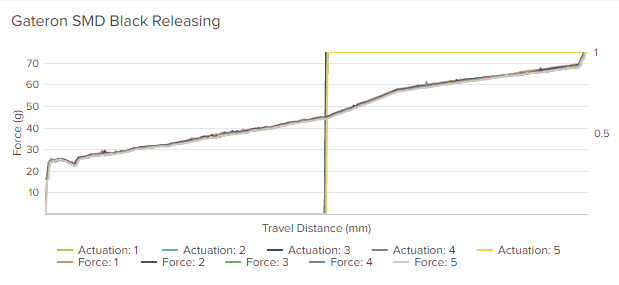 Gateron SMD Black Releasing
70
60
50
40
30
20
10
Force (g)
1
0.5
Travel Distance (mm)
Actuation: 1 Actuation: 2 Actuation: 3 Actuation: 4 Actuation: 5
Force: 1 Force: 2 Force: 3 Force: 4 Force: 5